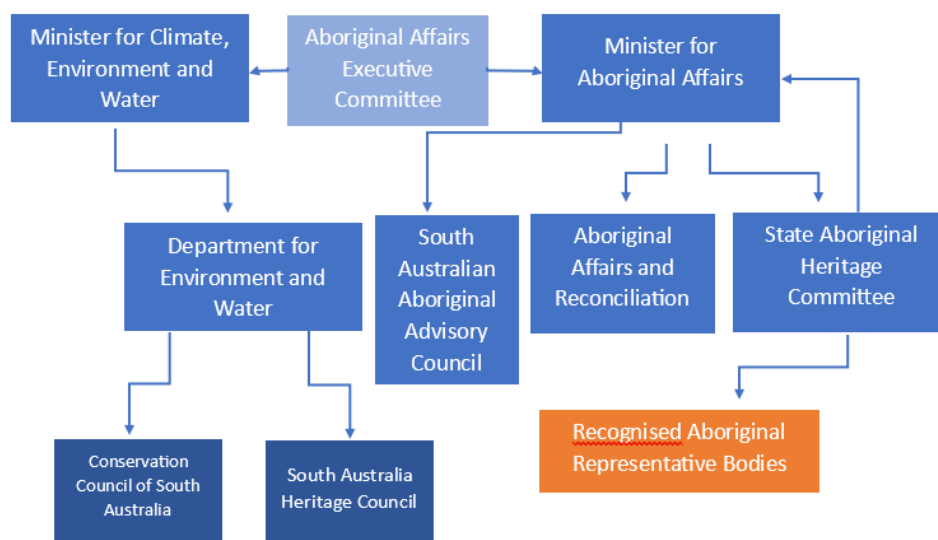 Minister for Climate,
Environment and
Water
Aboriginal Affairs
Executive
Committee
Minister for
Aboriginal Affairs
Department for
Environment and
Water
South
Australian
Aboriginal
Advisory
Council
Aboriginal
Affairs and
Reconciliation
State Aboriginal
Heritage
Committee
Conservation
Council of South
Australia
South Australia
Heritage Council
Recognised Aboriginal
Representative Bodies